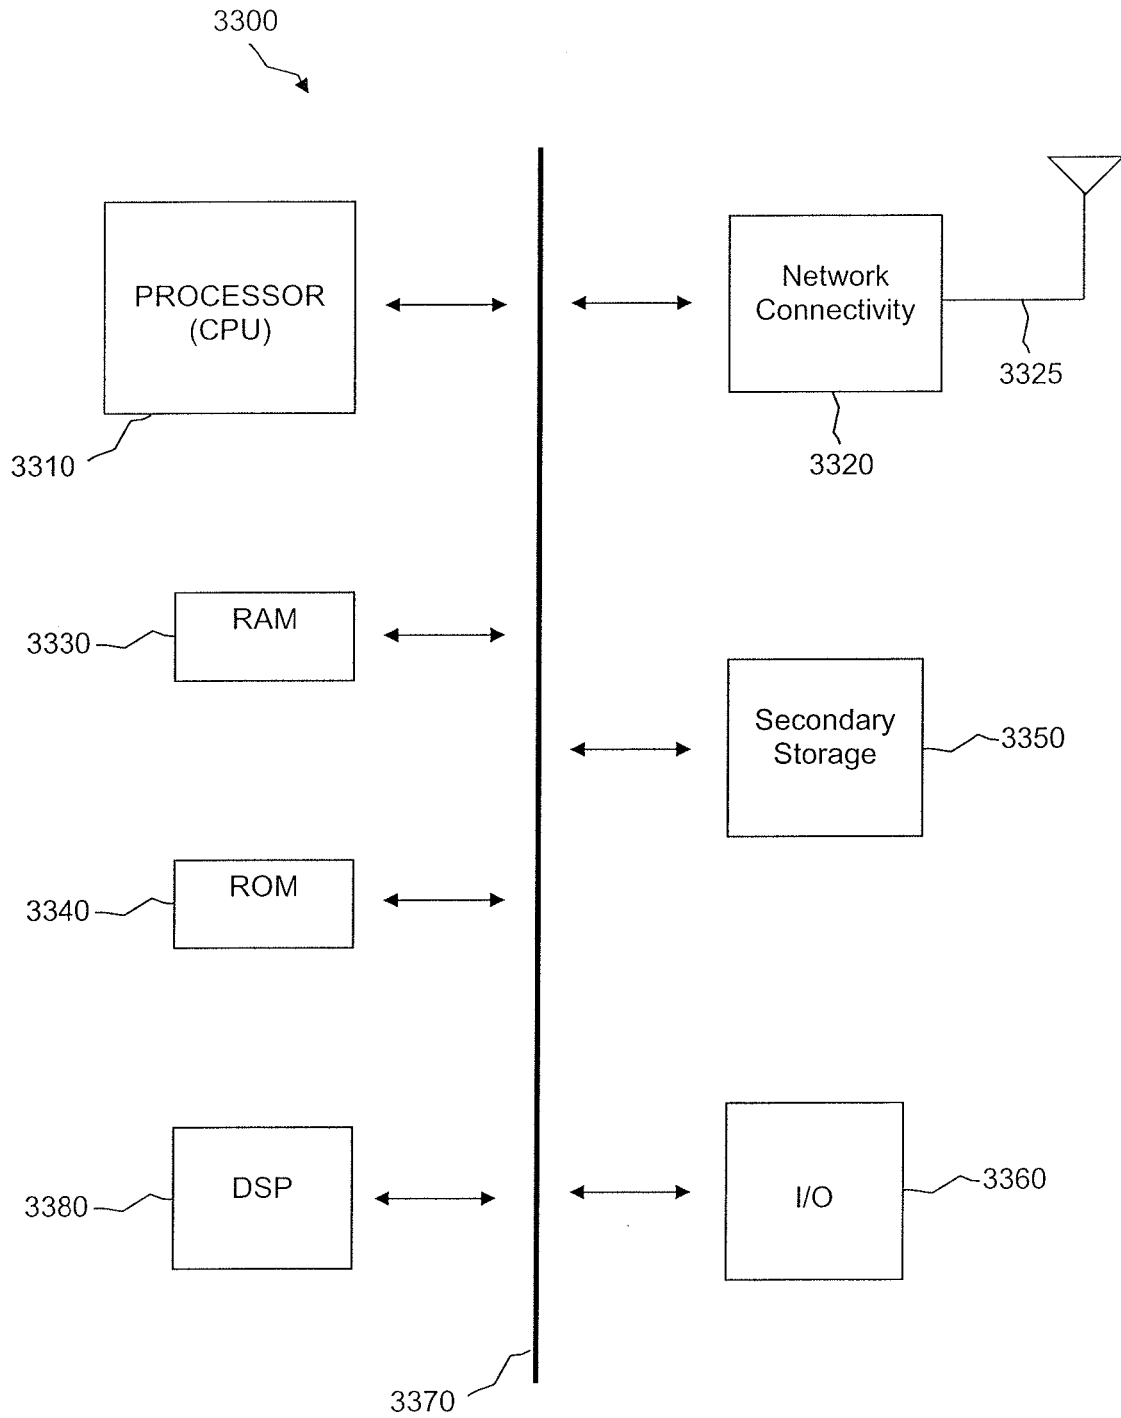 3300
PROCESSOR
(CPU)
3310
Network
Connectivity
3325
3320
RAM
3330
Secondary
Storage
3350
ROM
3340
DSP
3380
I/O
3360
3370